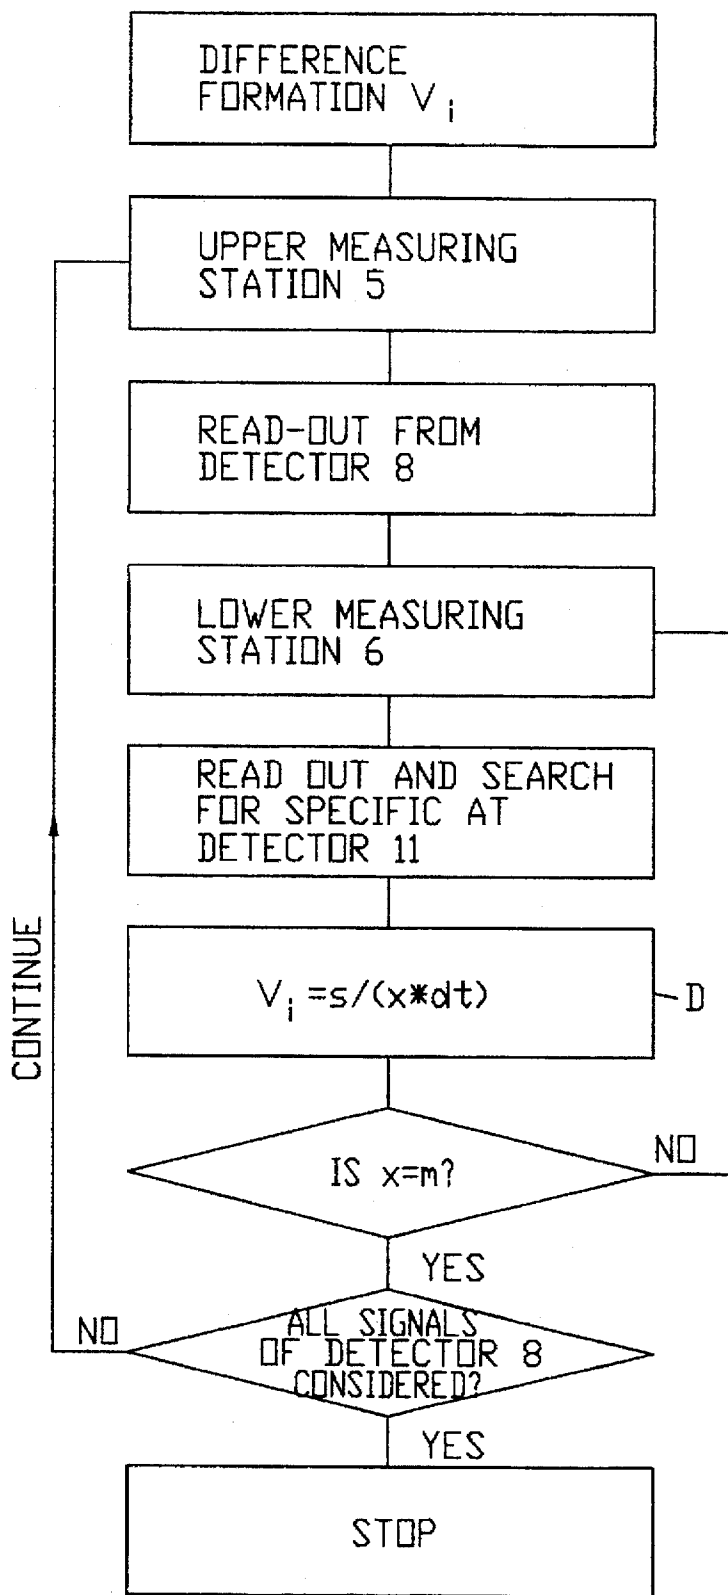 DIFFERENCE
FORMATION V i
UPPER MEASURING
STATION 5
READ-OUT FROM
DETECTOR 8
LOWER MEASURING
STATION 6
READ OUT AND SEARCH
FOR SPECIFIC AT
DETECTOR 11
V i =s/(x*dt)
D
CONTINUE
IS x=m?
NO
YES
NO
ALL SIGNALS
OF DETECTOR 8
CONSIDERED?
YES
STOP